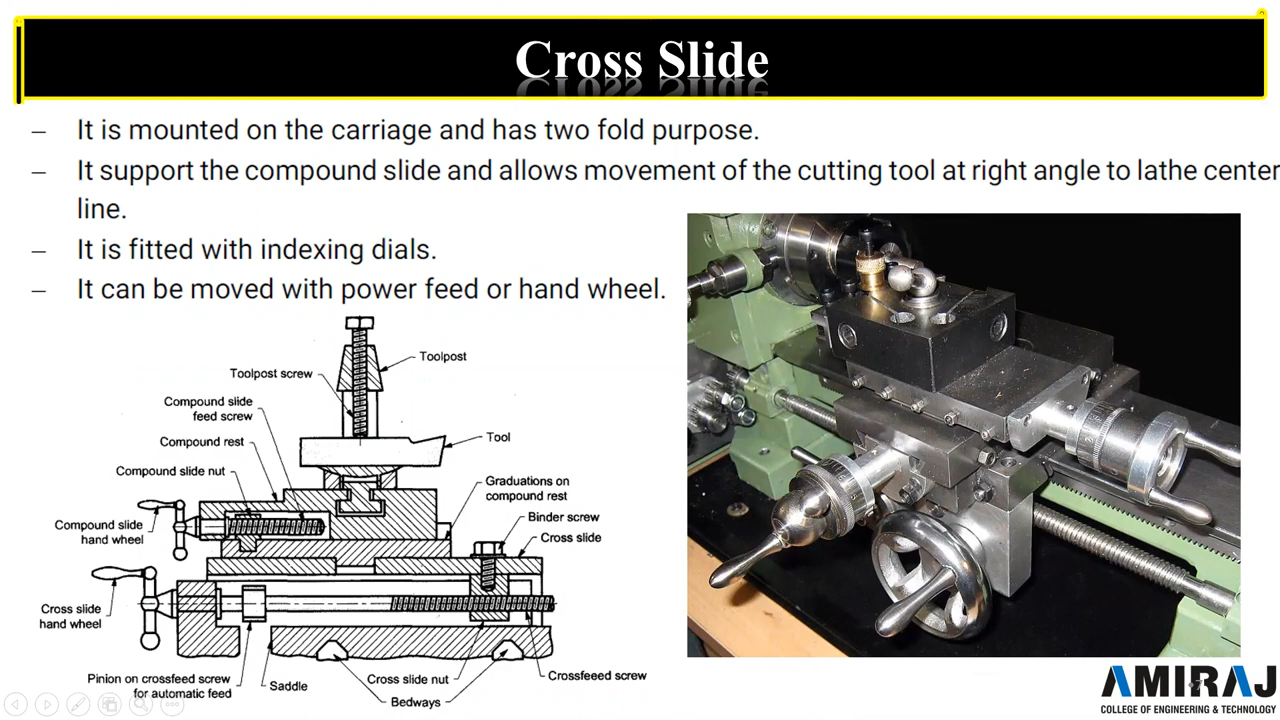 Cross Slide
– It is mounted on the carriage and has two fold purpose.
– It support the compound slide and allows movement of the cutting tool at right angle to lathe center
line.
– It is fitted with indexing dials.
– It can be moved with power feed or hand wheel.
Toolpost
Toolpost screw
Compound slide
feed screw
Compound rest
Tool
Compound slide nut
Graduations on
compound rest
Binder screw
Compound slide
hand wheel
Cross slide
Cross slide
hand wheel
Pinion on crossfeed screw
for automatic feed
Saddle
Cross slide nut
Bedways
Crossfeeed screw
AMIRAJ
COLLEGE OF ENGINEERING & TECHNOLOGY